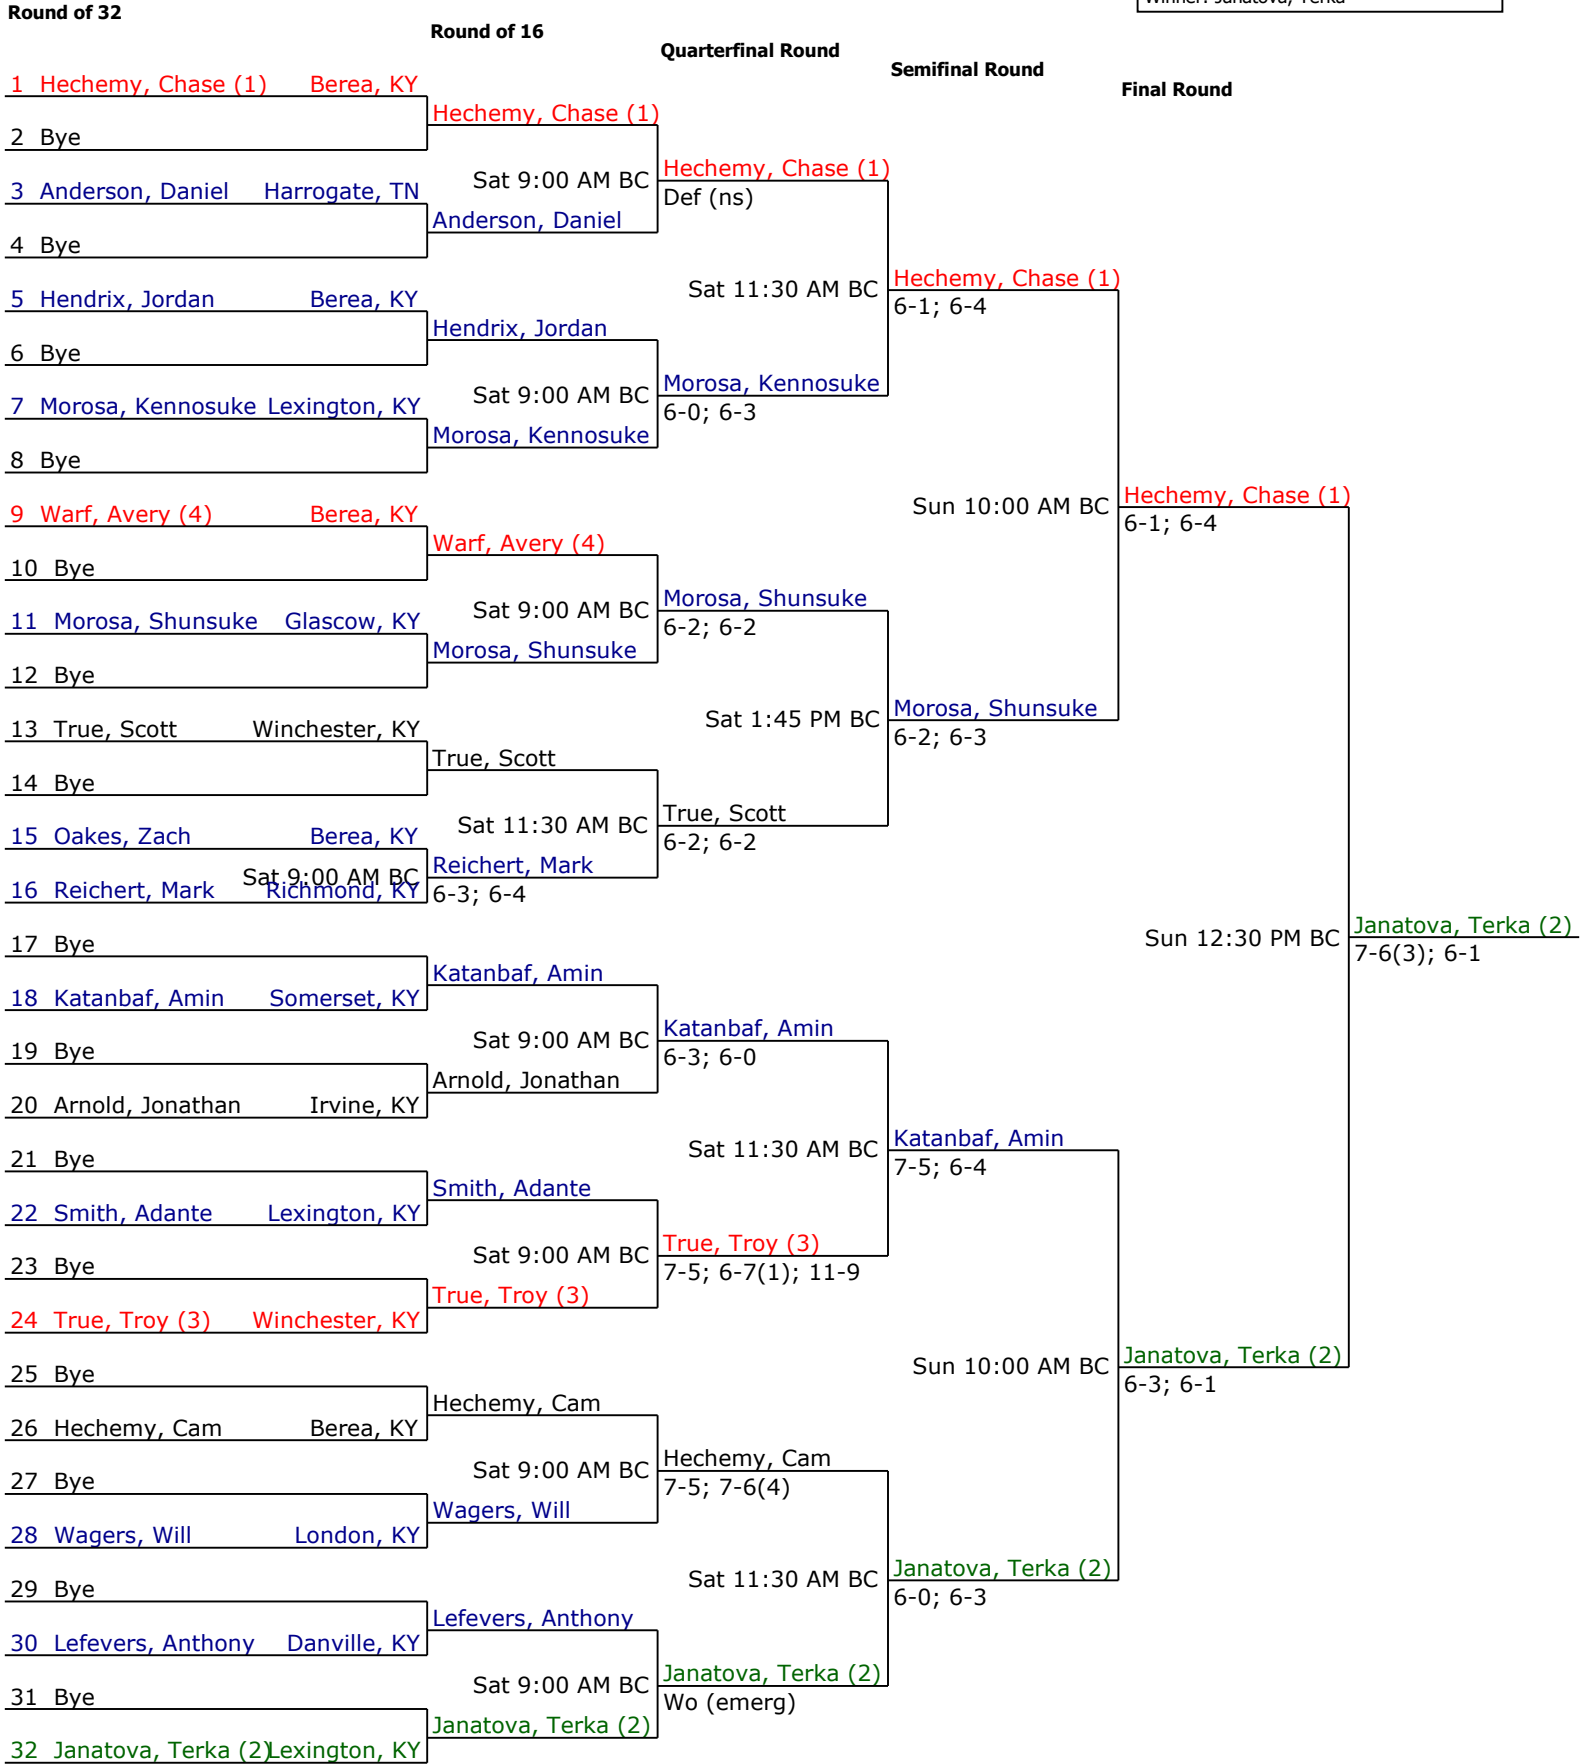 Winner: Janatova, Terka
Round of 32
Round of 16
Quarterfinal Round
Semifinal Round
Final Round
1 Hechemy, Chase (1) Berea, KY
2 Bye
3 Anderson, Daniel Harrogate, TN
4 Bye
5 Hendrix, Jordan Berea, KY
6 Bye
7 Morosa, Kennosuke Lexington, KY
8 Bye
9 Warf, Avery (4) Berea, KY
10 Bye
11 Morosa, Shunsuke Glascow, KY
12 Bye
13 True, Scott Winchester, KY
14 Bye
15 Oakes, Zach Berea, KY
Sat 9:00 AM BC
16 Reichert, Mark Richmond, KY
17 Bye
18 Katanbaf, Amin Somerset, KY
19 Bye
20 Arnold, Jonathan Irvine, KY
21 Bye
22 Smith, Adante Lexington, KY
23 Bye
24 True, Troy (3) Winchester, KY
25 Bye
26 Hechemy, Cam Berea, KY
27 Bye
28 Wagers, Will London, KY
29 Bye
30 Lefevers, Anthony Danville, KY
31 Bye
32 Janatova, Terka (2) Lexington, KY
Hechemy, Chase (1)
Sat 9:00 AM BC
Anderson, Daniel
Hendrix, Jordan
Sat 9:00 AM BC
Morosa, Kennosuke
Warf, Avery (4)
Sat 9:00 AM BC
Morosa, Shunsuke
True, Scott
Sat 11:30 AM BC
Reichert, Mark
6-3; 6-4
Katanbaf, Amin
Sat 9:00 AM BC
Arnold, Jonathan
Smith, Adante
Sat 9:00 AM BC
True, Troy (3)
Hechemy, Cam
Sat 9:00 AM BC
Wagers, Will
Lefevers, Anthony
Sat 9:00 AM BC
Janatova, Terka (2)
Hechemy, Chase (1)
Def (ns)
Sat 11:30 AM BC
Morosa, Kennosuke
6-0; 6-3
Morosa, Shunsuke
6-2; 6-2
Sat 1:45 PM BC
True, Scott
6-2; 6-2
Katanbaf, Amin
6-3; 6-0
Sat 11:30 AM BC
True, Troy (3)
7-5; 6-7(1); 11-9
Hechemy, Cam
7-5; 7-6(4)
Sat 11:30 AM BC
Janatova, Terka (2)
Wo (emerg)
Hechemy, Chase (1)
6-1; 6-4
Sun 10:00 AM BC
Morosa, Shunsuke
6-2; 6-3
Katanbaf, Amin
7-5; 6-4
Sun 10:00 AM BC
Janatova, Terka (2)
6-0; 6-3
Hechemy, Chase (1)
6-1; 6-4
Sun 12:30 PM BC
Janatova, Terka (2)
6-3; 6-1
Janatova, Terka (2)
7-6(3); 6-1